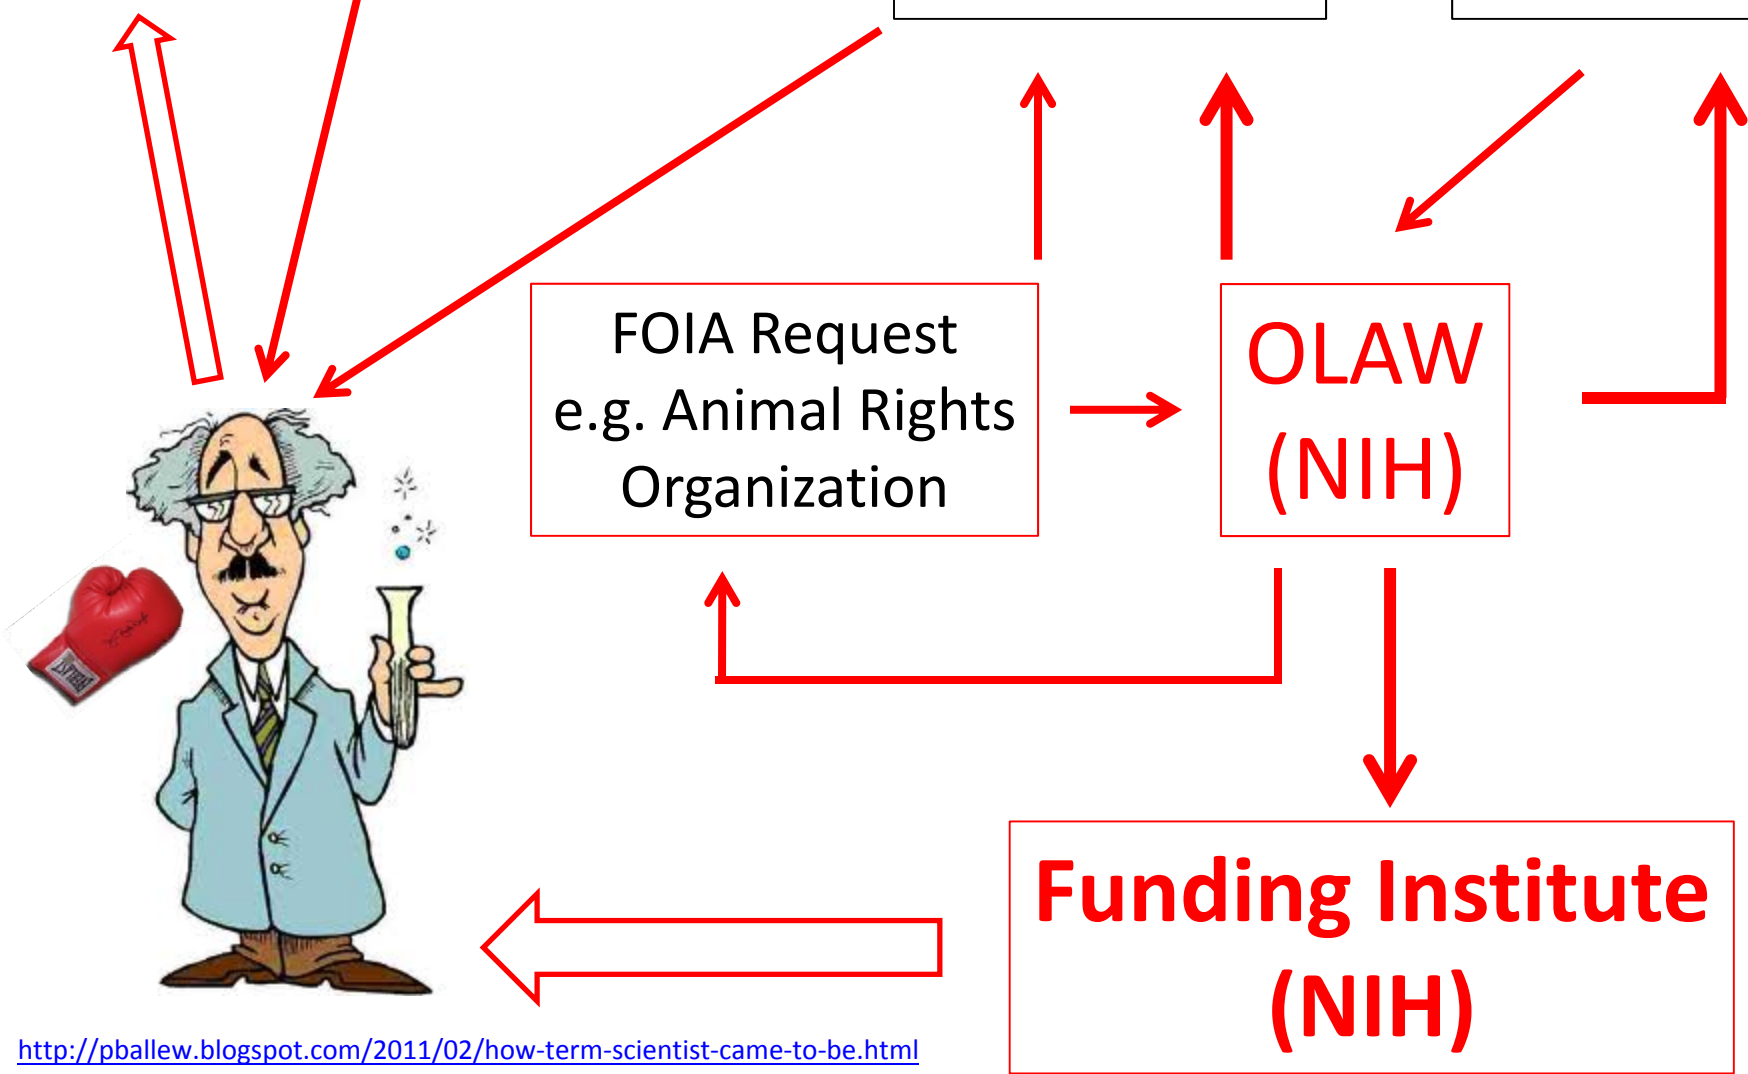 FOIA Request
e.g. Animal Rights
Organization
OLAW
(NIH)
Funding Institute
(NIH)
http://pballew.blogspot.com/2011/02/how-term-scientist-came-to-be.html